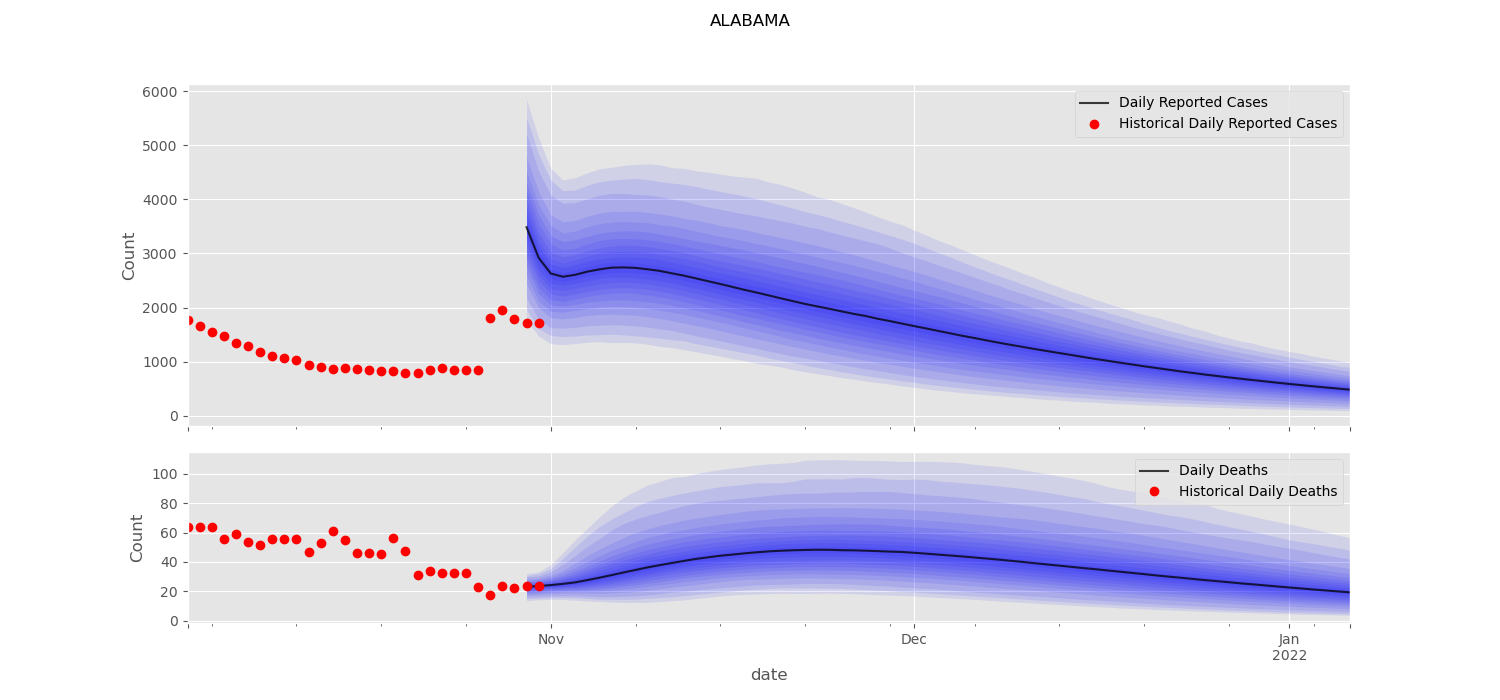 ALABAMA
6000
5000
4000
3000
2000
1000
0
Count
Daily Reported Cases
Historical Daily Reported Cases
100
80
60
40
20
0
Count
Daily Deaths
Historical Daily Deaths
Nov
Dec
Jan
2022
date